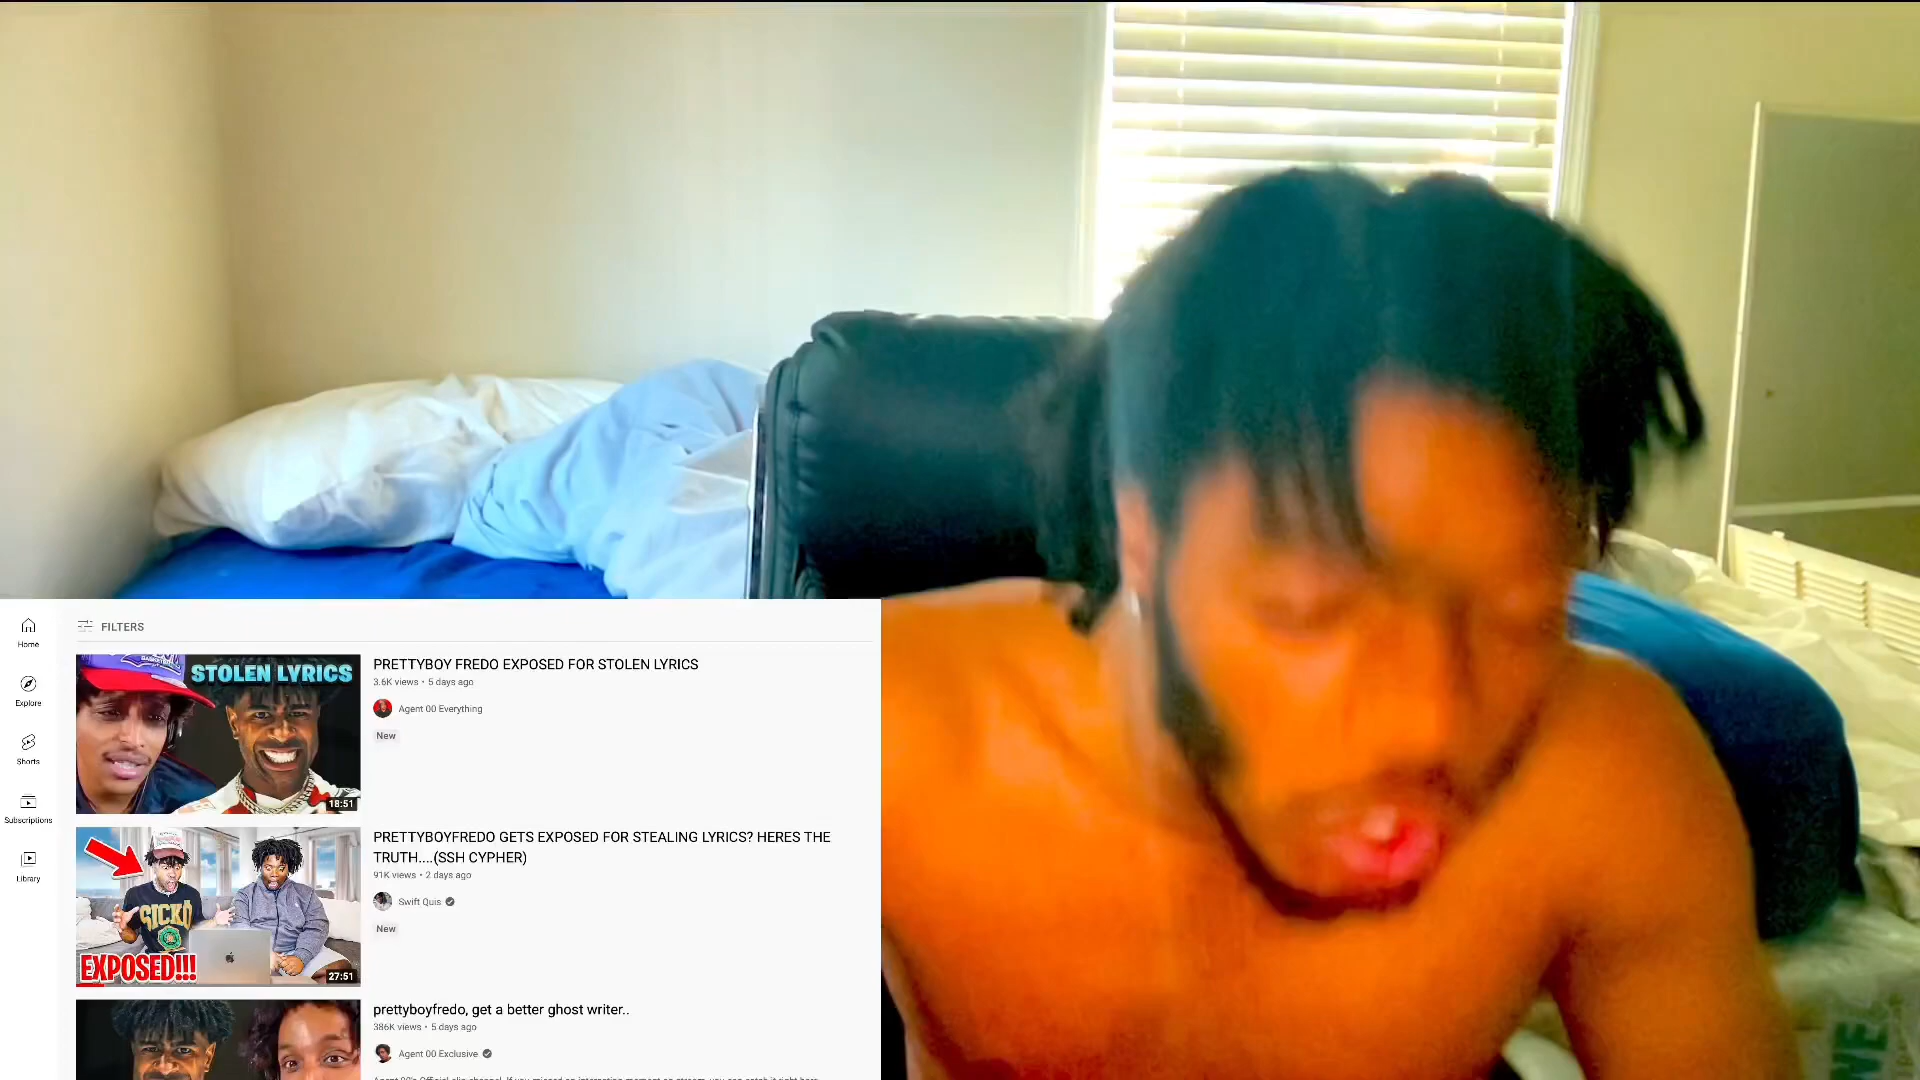 FILTERS
Home
Explore
Shorts
Subscriptions
Library
STOLEN LYRICS
18:51
PRETTYBOY FREDO EXPOSED FOR STOLEN LYRICS
3.6K views • 5 days ago
Agent 00 Everything
New
SICKO
EXPOSED!!!
27:51
PRETTYBOYFREDO GETS EXPOSED FOR STEALING LYRICS? HERES THE
TRUTH....(SSH CYPHER)
91K views • 2 days ago
Swift Quis
New
prettyboyfredo, get a better ghost writer..
386K views • 5 days ago
Agent 00 Exclusive